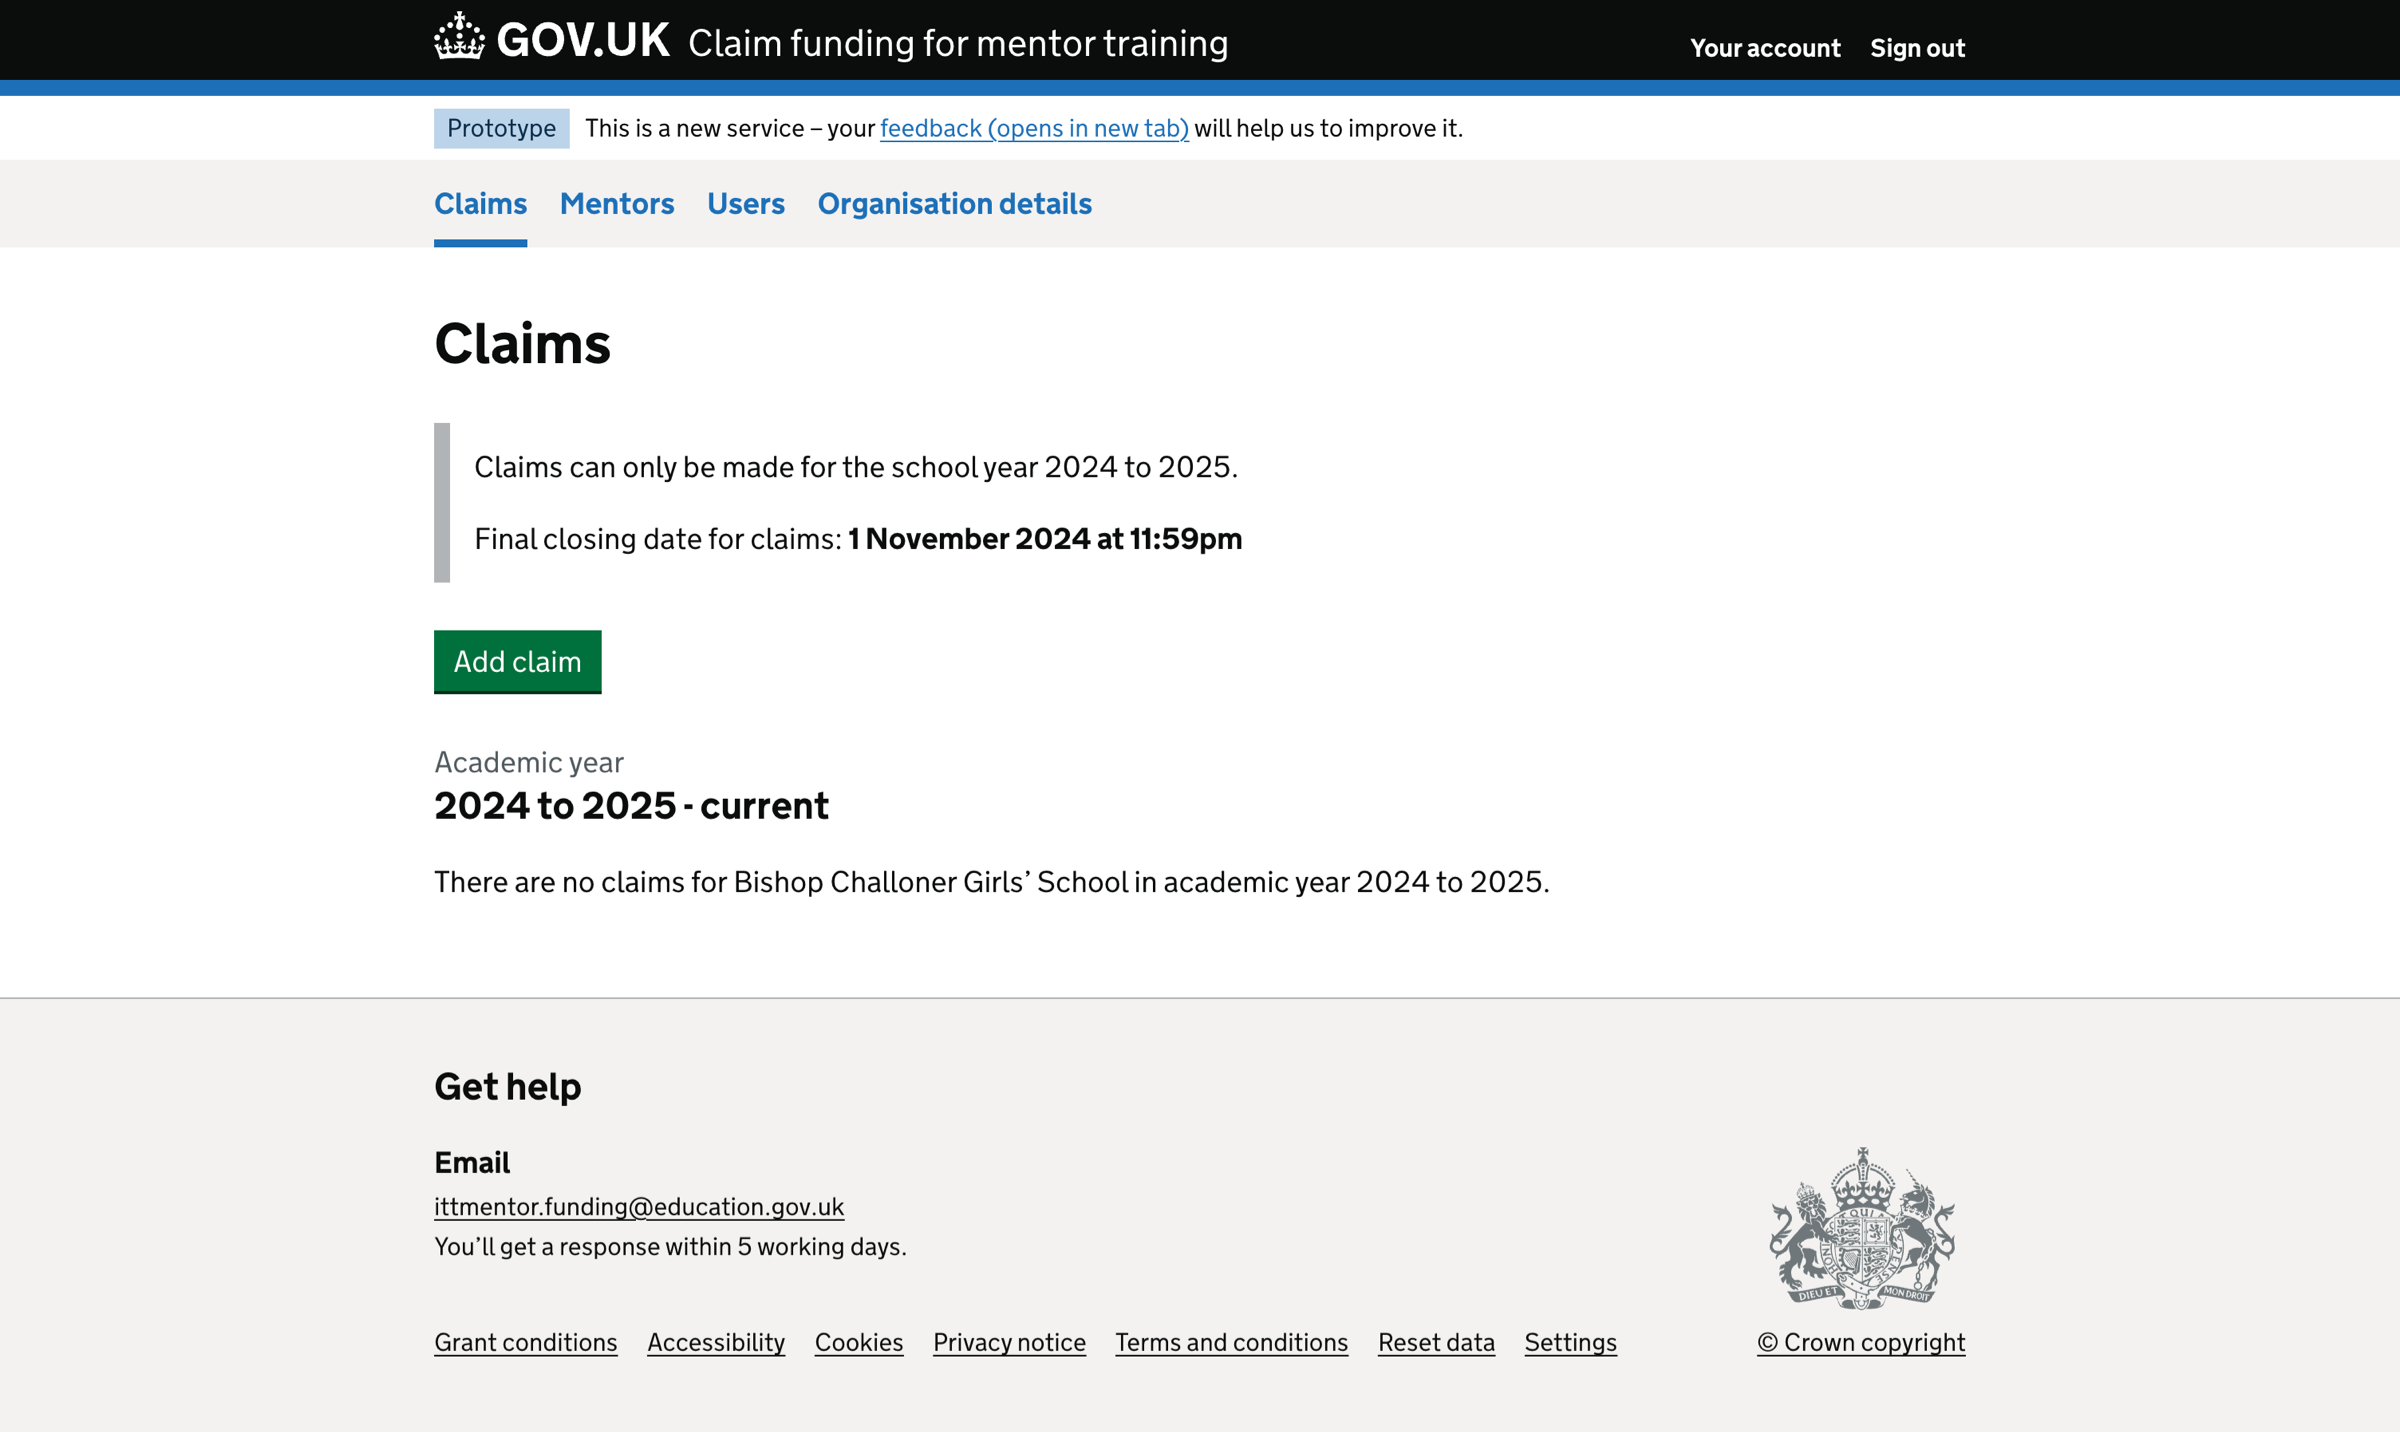 GOV.UK Claim funding for mentor training
Your account Sign out
Prototype This is a new service – your feedback (opens in new tab) will help us to improve it.
Claims Mentors Users Organisation details
Claims
Claims can only be made for the school year 2024 to 2025.
Final closing date for claims: 1 November 2024 at 11:59pm
Add claim
Academic year
2024 to 2025 - current
There are no claims for Bishop Challoner Girls’ School in academic year 2024 to 2025.
Get help
Email
ittmentor.funding@education.gov.uk
You’ll get a response within 5 working days.
DIEU ET MON DROIT
Grant conditions Accessibility Cookies Privacy notice Terms and conditions Reset data Settings
© Crown copyright